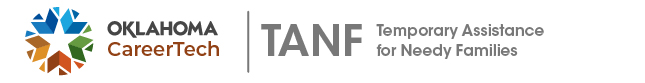 OKLAHOMA
CareerTech
TANF
Temporary Assistance
for Needy Families